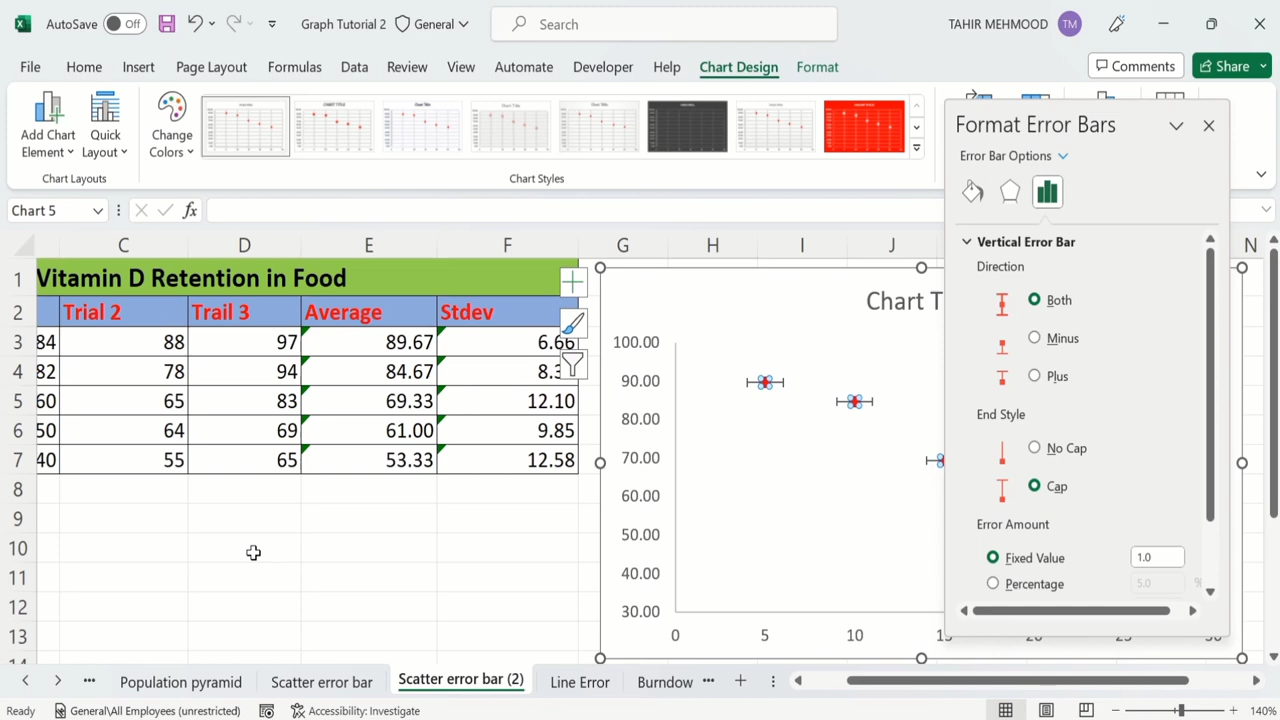 AutoSave Off Graph Tutorial 2 General Search TAHIR MEHMOOD TM
File Home Insert Page Layout Formulas Data Review View Automate Developer Help Chart Design Format Comments Share
Add Chart Element Quick Layout Change Colors
Chart Layouts Chart Styles
Chart 5 fx
C D E F G H I J N
1 Vitamin D Retention in Food
2 Trial 2 Trail 3 Average Stdev
3 84 88 97 89.67 6.66
4 82 78 94 84.67
5 60 65 83 69.33 12.10
6 50 64 69 61.00 9.85
7 40 55 65 53.33 12.58
8
9
10
11
12
13
Chart T
100.00
90.00
80.00
70.00
60.00
50.00
40.00
30.00
0 5 10
Format Error Bars
Error Bar Options
Vertical Error Bar
Direction
Both
Minus
Plus
End Style
No Cap
Cap
Error Amount
Fixed Value 1.0
Percentage 5.0 %
Population pyramid Scatter error bar Scatter error bar (2) Line Error Burndow
Ready General\All Employees (unrestricted) Accessibility: Investigate 140%